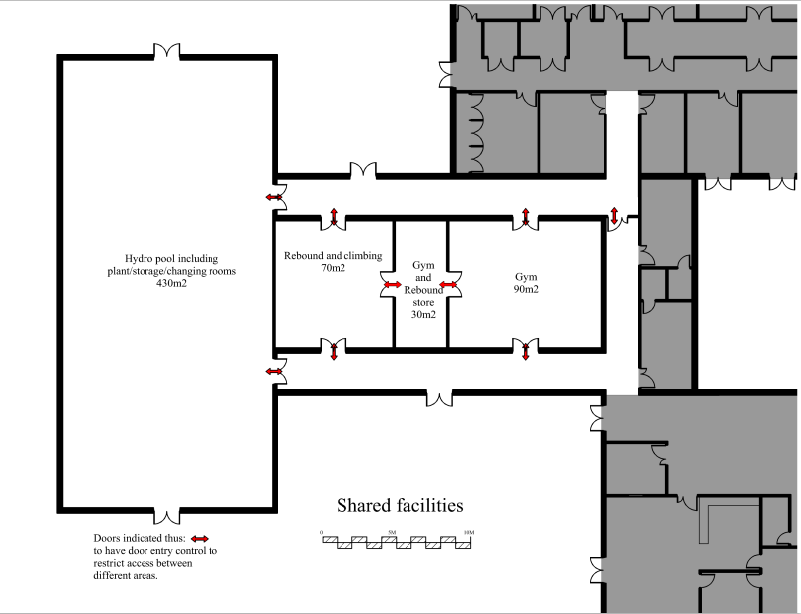 Hydro pool including
plant/storage/changing rooms
430m2
Rebound and climbing
70m2
Gym
and
Rebound
store
30m2
Gym
90m2
Shared facilities
0 5M 10M
Doors indicated thus:
to have door entry control to
restrict access between
different areas.